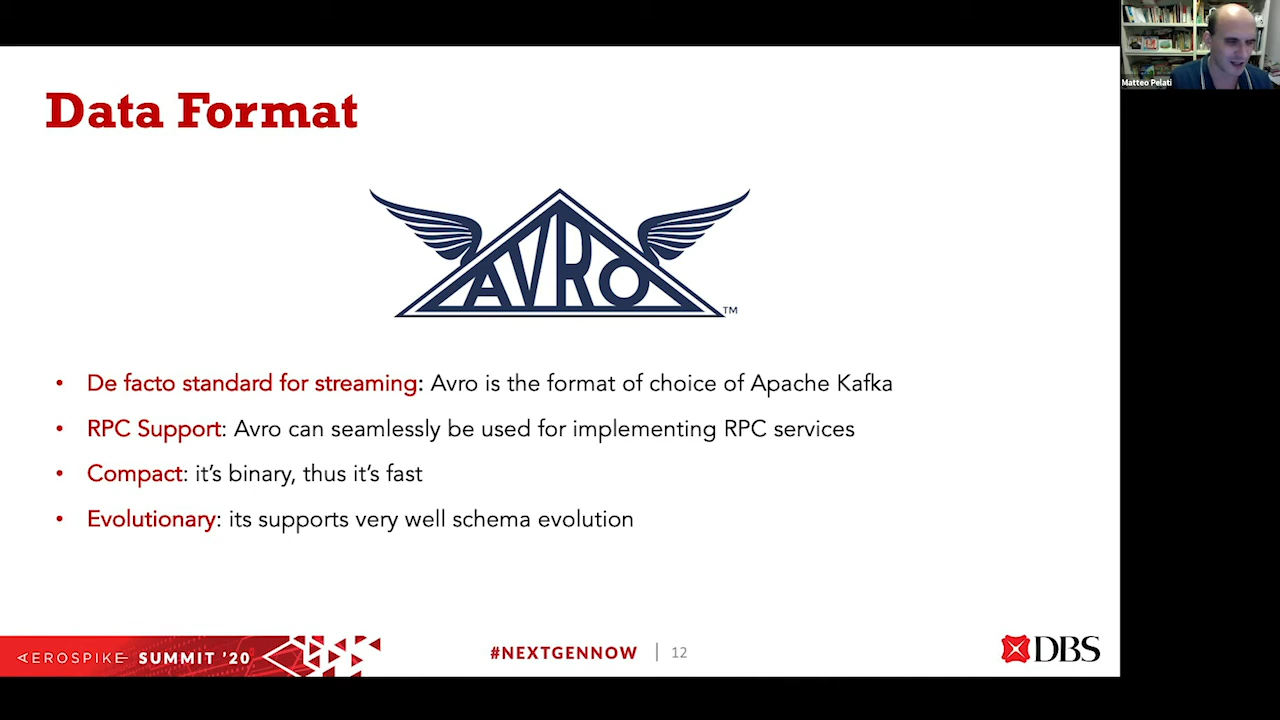 Matteo Pelati
Data Format
AVRO™
• De facto standard for streaming: Avro is the format of choice of Apache Kafka
• RPC Support: Avro can seamlessly be used for implementing RPC services
• Compact: it's binary, thus it's fast
• Evolutionary: its supports very well schema evolution
AEROSPIKE SUMMIT '20
#NEXTGENNOW | 12
DBS